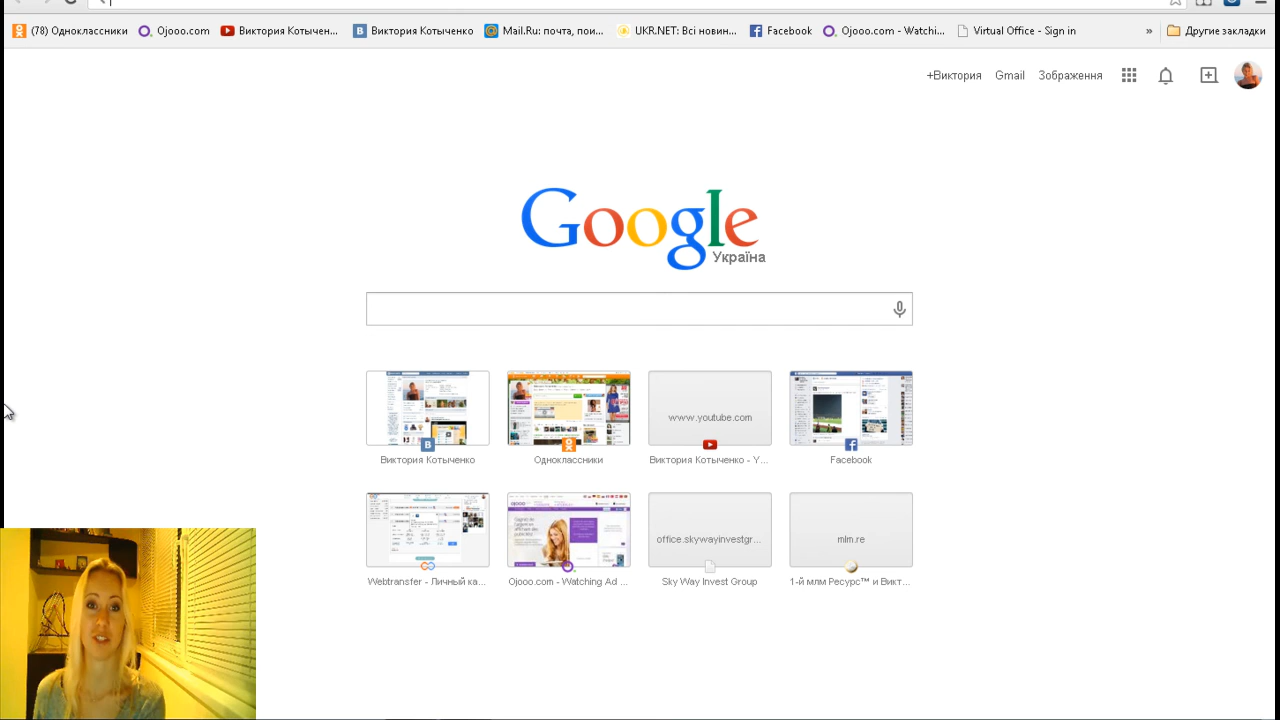 (78) Одноклассники Ojooo.com Виктория Котычен... Виктория Котыченко Mail.Ru: почта, пои... UKR.NET: Всі новин... Facebook Ojooo.com - Watchi... Virtual Office - Sign in » Другие закладки
+Виктория Gmail Зображення
Google
Україна
www.youtube.com
Виктория Котыченко Одноклассники Виктория Котыченко - Y... Facebook
office.skywayinvestgr... mlm.re
Webtransfer - Личный ка... Ojooo.com - Watching Ad ... Sky Way Invest Group 1-й млм Ресурс™ и Викт...